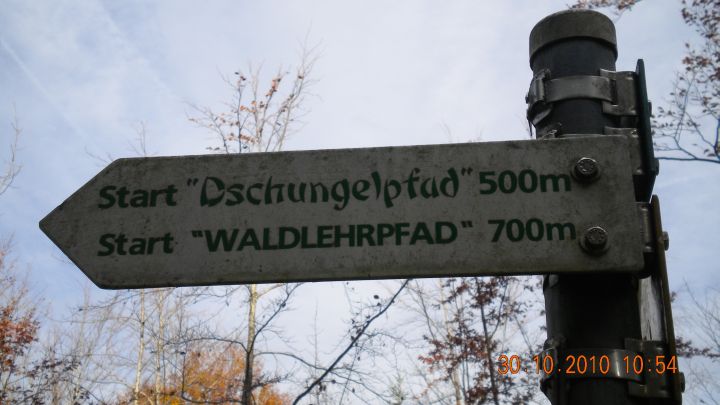 Start "Dschungelpfad" 500m
Start "WALDLEHRPFAD" 700m
30.10.2010 10:54